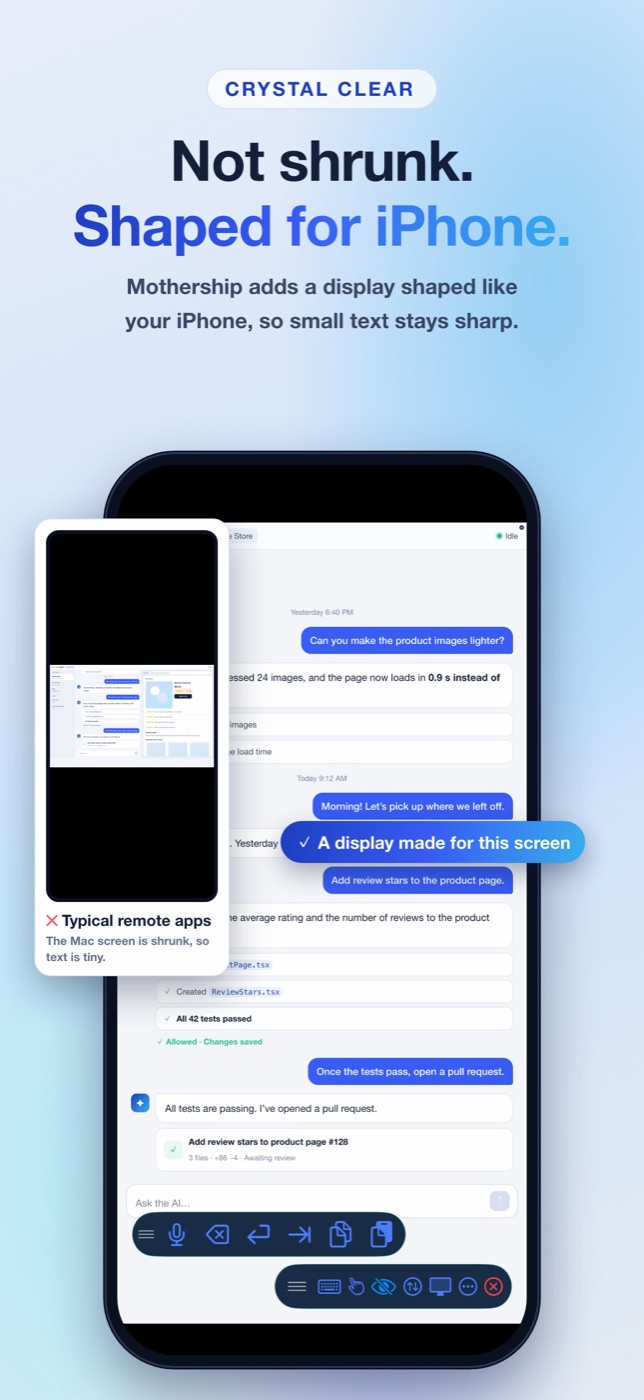 CRYSTAL CLEAR
Not shrunk.
Shaped for iPhone.
Mothership adds a display shaped like
your iPhone, so small text stays sharp.
Store
Idle
Yesterday 6:40 PM
Can you make the product images lighter?
24 images, and the page now loads in 0.9 s instead of
images
load time
Today 9:12 AM
Morning! Let's pick up where we left off.
Yesterday
✓ A display made for this screen
Add review stars to the product page.
average rating and the number of reviews to the product
✓ Created ReviewStars.tsx
✓ All 42 tests passed
✓ Allowed · Changes saved
Typical remote apps
The Mac screen is shrunk, so
text is tiny.
Once the tests pass, open a pull request.
All tests are passing. I've opened a pull request.
✓ Add review stars to product page #128
3 files · +86 −4 · Awaiting review
Ask the AI...